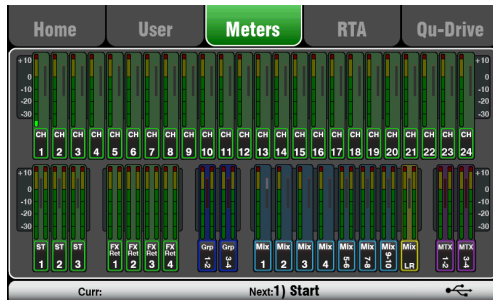 Home User Meters RTA Qu-Drive
+10
0
-10
-20
-30
CH CH CH CH CH CH CH CH CH CH CH CH CH CH CH CH CH CH CH CH CH CH CH CH
1 2 3 4 5 6 7 8 9 10 11 12 13 14 15 16 17 18 19 20 21 22 23 24
+10 +10
0 0
-10 -10
-20 -20
-30 -30
ST ST ST FX Ret FX Ret FX Ret FX Ret Grp Grp Mix Mix Mix Mix Mix Mix Mix Mix MTX MTX
1 2 3 1 2 3 4 1-2 3-4 1 2 3 4 5-6 7-8 9-10 LR 1-2 3-4
Curr: Next:1) Start